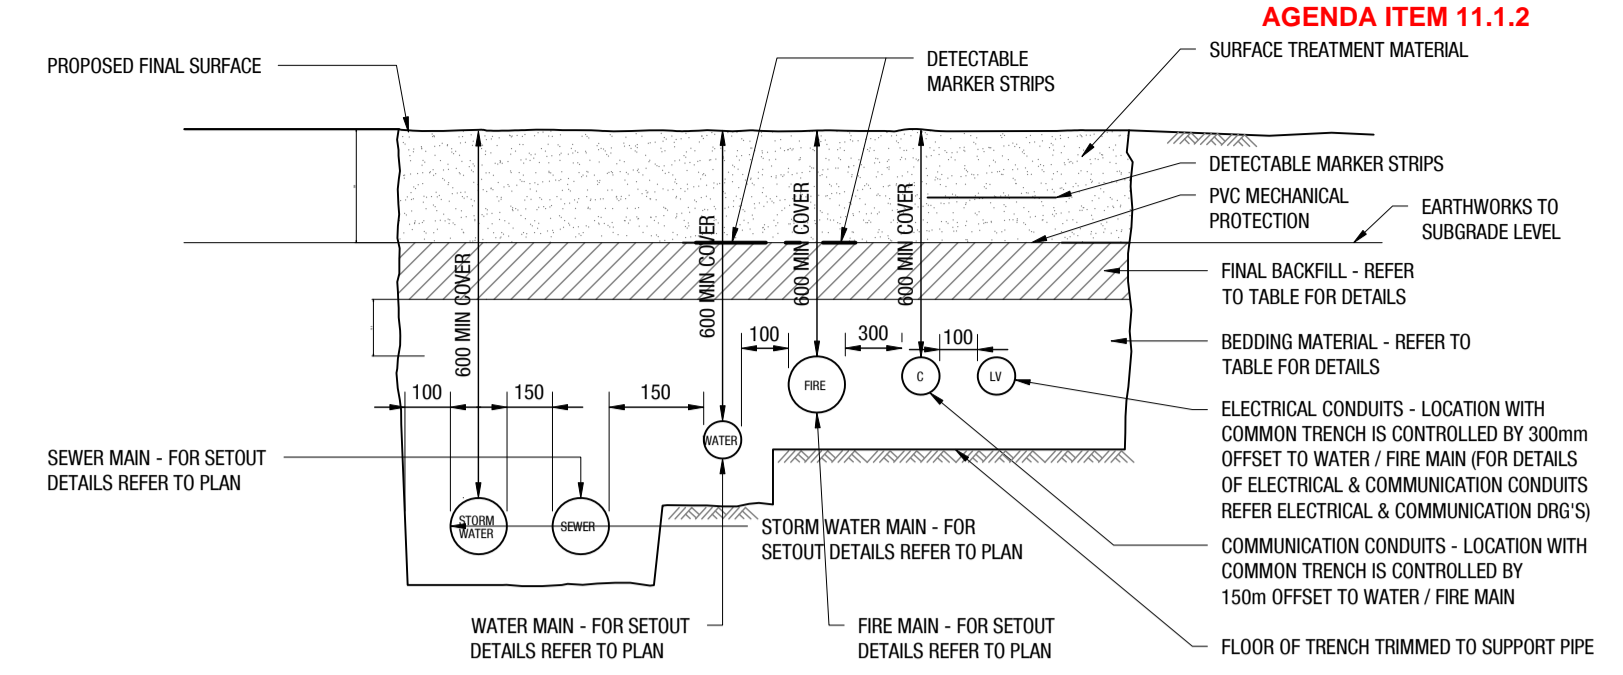 AGENDA ITEM 11.1.2
PROPOSED FINAL SURFACE
DETECTABLE
MARKER STRIPS
SURFACE TREATMENT MATERIAL
DETECTABLE MARKER STRIPS
PVC MECHANICAL
PROTECTION
EARTHWORKS TO
SUBGRADE LEVEL
FINAL BACKFILL - REFER
TO TABLE FOR DETAILS
BEDDING MATERIAL - REFER TO
TABLE FOR DETAILS
ELECTRICAL CONDUITS - LOCATION WITH
COMMON TRENCH IS CONTROLLED BY 300mm
OFFSET TO WATER / FIRE MAIN (FOR DETAILS
OF ELECTRICAL & COMMUNICATION CONDUITS
REFER ELECTRICAL & COMMUNICATION DRG'S)
COMMUNICATION CONDUITS - LOCATION WITH
COMMON TRENCH IS CONTROLLED BY
150m OFFSET TO WATER / FIRE MAIN
FLOOR OF TRENCH TRIMMED TO SUPPORT PIPE
600 MIN COVER
600 MIN COVER
600 MIN COVER
600 MIN COVER
100
300
100
100
150
150
FIRE
C
LV
WATER
STORM
WATER
SEWER
SEWER MAIN - FOR SETOUT
DETAILS REFER TO PLAN
STORM WATER MAIN - FOR
SETOUT DETAILS REFER TO PLAN
WATER MAIN - FOR SETOUT
DETAILS REFER TO PLAN
FIRE MAIN - FOR SETOUT
DETAILS REFER TO PLAN